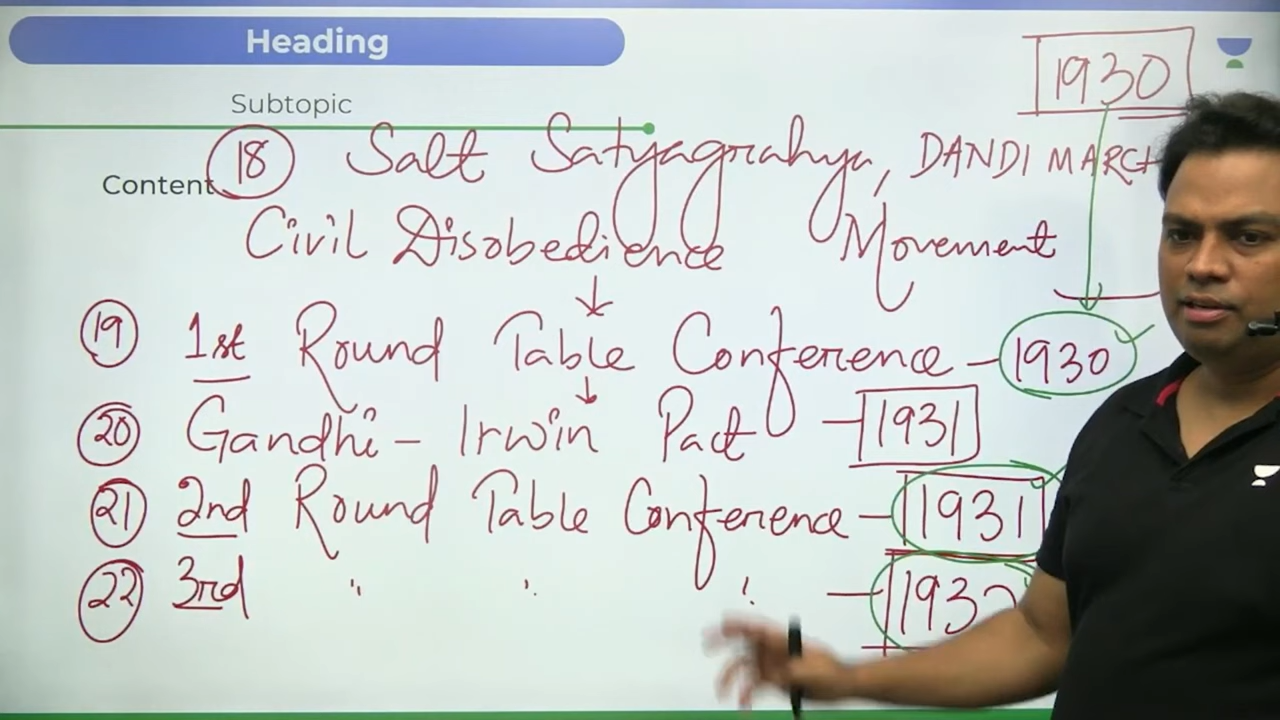 Heading
1930
Subtopic
18 Salt Satyagrahya, DANDI MARCH
Content
Civil Disobedience Movement
19 1st Round Table Conference - 1930
20 Gandhi - Irwin Pact - 1931
21 2nd Round Table Conference - 1931
22 3rd " " " - 1932